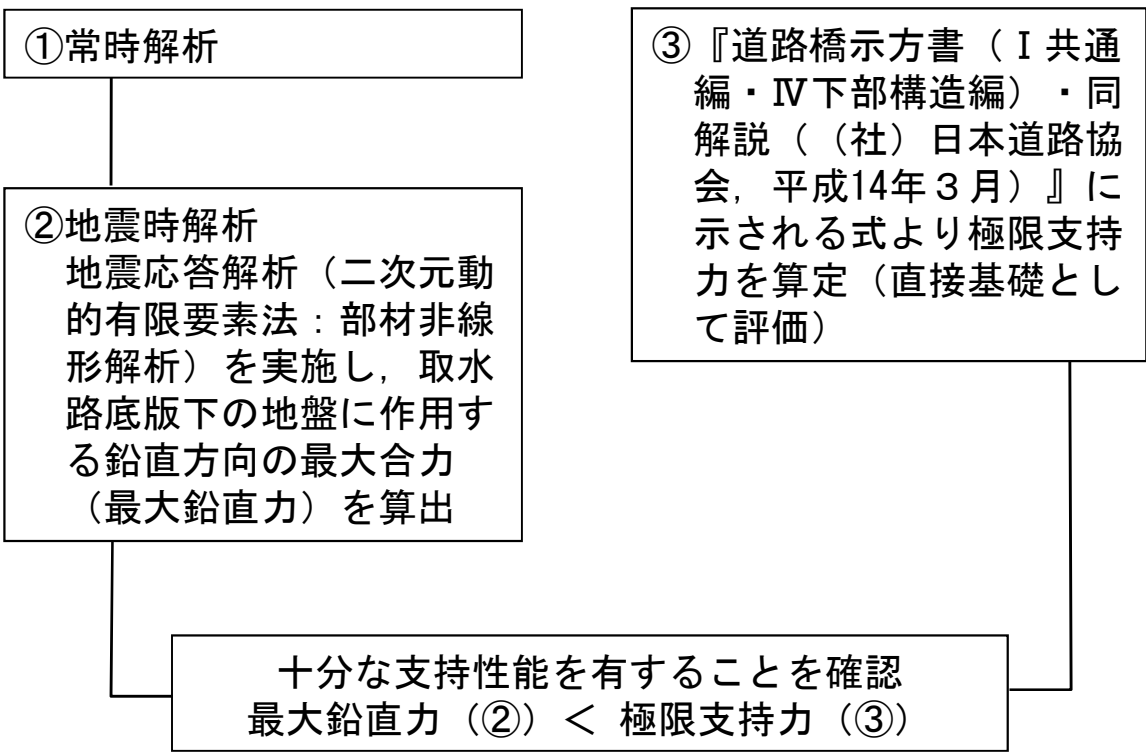 ①常時解析
②地震時解析
地震応答解析（二次元動
的有限要素法：部材非線
形解析）を実施し，取水
路底版下の地盤に作用す
る鉛直方向の最大合力
（最大鉛直力）を算出
③『道路橋示方書（Ⅰ共通
編・Ⅳ下部構造編）・同
解説（（社）日本道路協
会，平成14年３月）』に
示される式より極限支持
力を算定（直接基礎とし
て評価）
十分な支持性能を有することを確認
最大鉛直力（②）＜ 極限支持力（③）